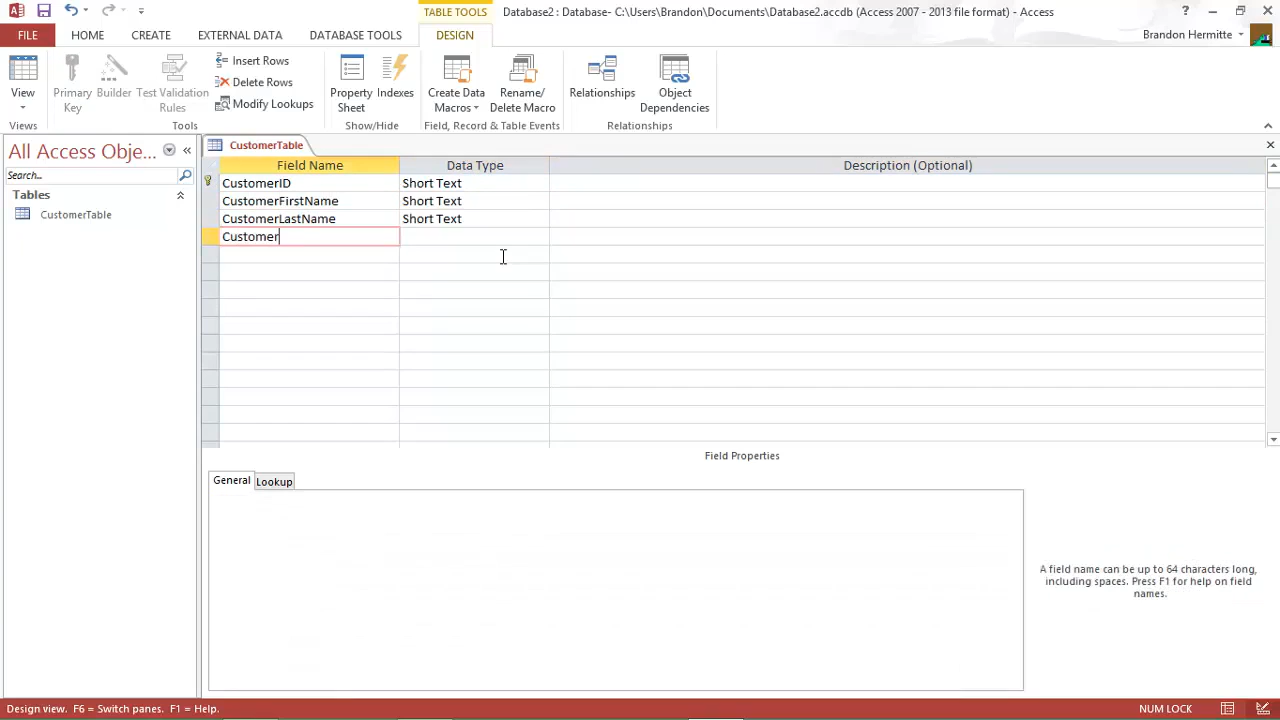 TABLE TOOLS
Database2 : Database- C:\Users\Brandon\Documents\Database2.accdb (Access 2007 - 2013 file format) - Access
?
FILE HOME CREATE EXTERNAL DATA DATABASE TOOLS DESIGN Brandon Hermitte
View
Primary Key
Builder
Test Validation Rules
Insert Rows
Delete Rows
Modify Lookups
Property Sheet
Indexes
Create Data Macros
Rename/ Delete Macro
Relationships
Object Dependencies
Views Tools Show/Hide Field, Record & Table Events Relationships
All Access Obje...
Search...
Tables
CustomerTable
CustomerTable
Field Name Data Type Description (Optional)
CustomerID Short Text
CustomerFirstName Short Text
CustomerLastName Short Text
Customer
Field Properties
General Lookup
A field name can be up to 64 characters long,
including spaces. Press F1 for help on field
names.
Design view. F6 = Switch panes. F1 = Help. NUM LOCK